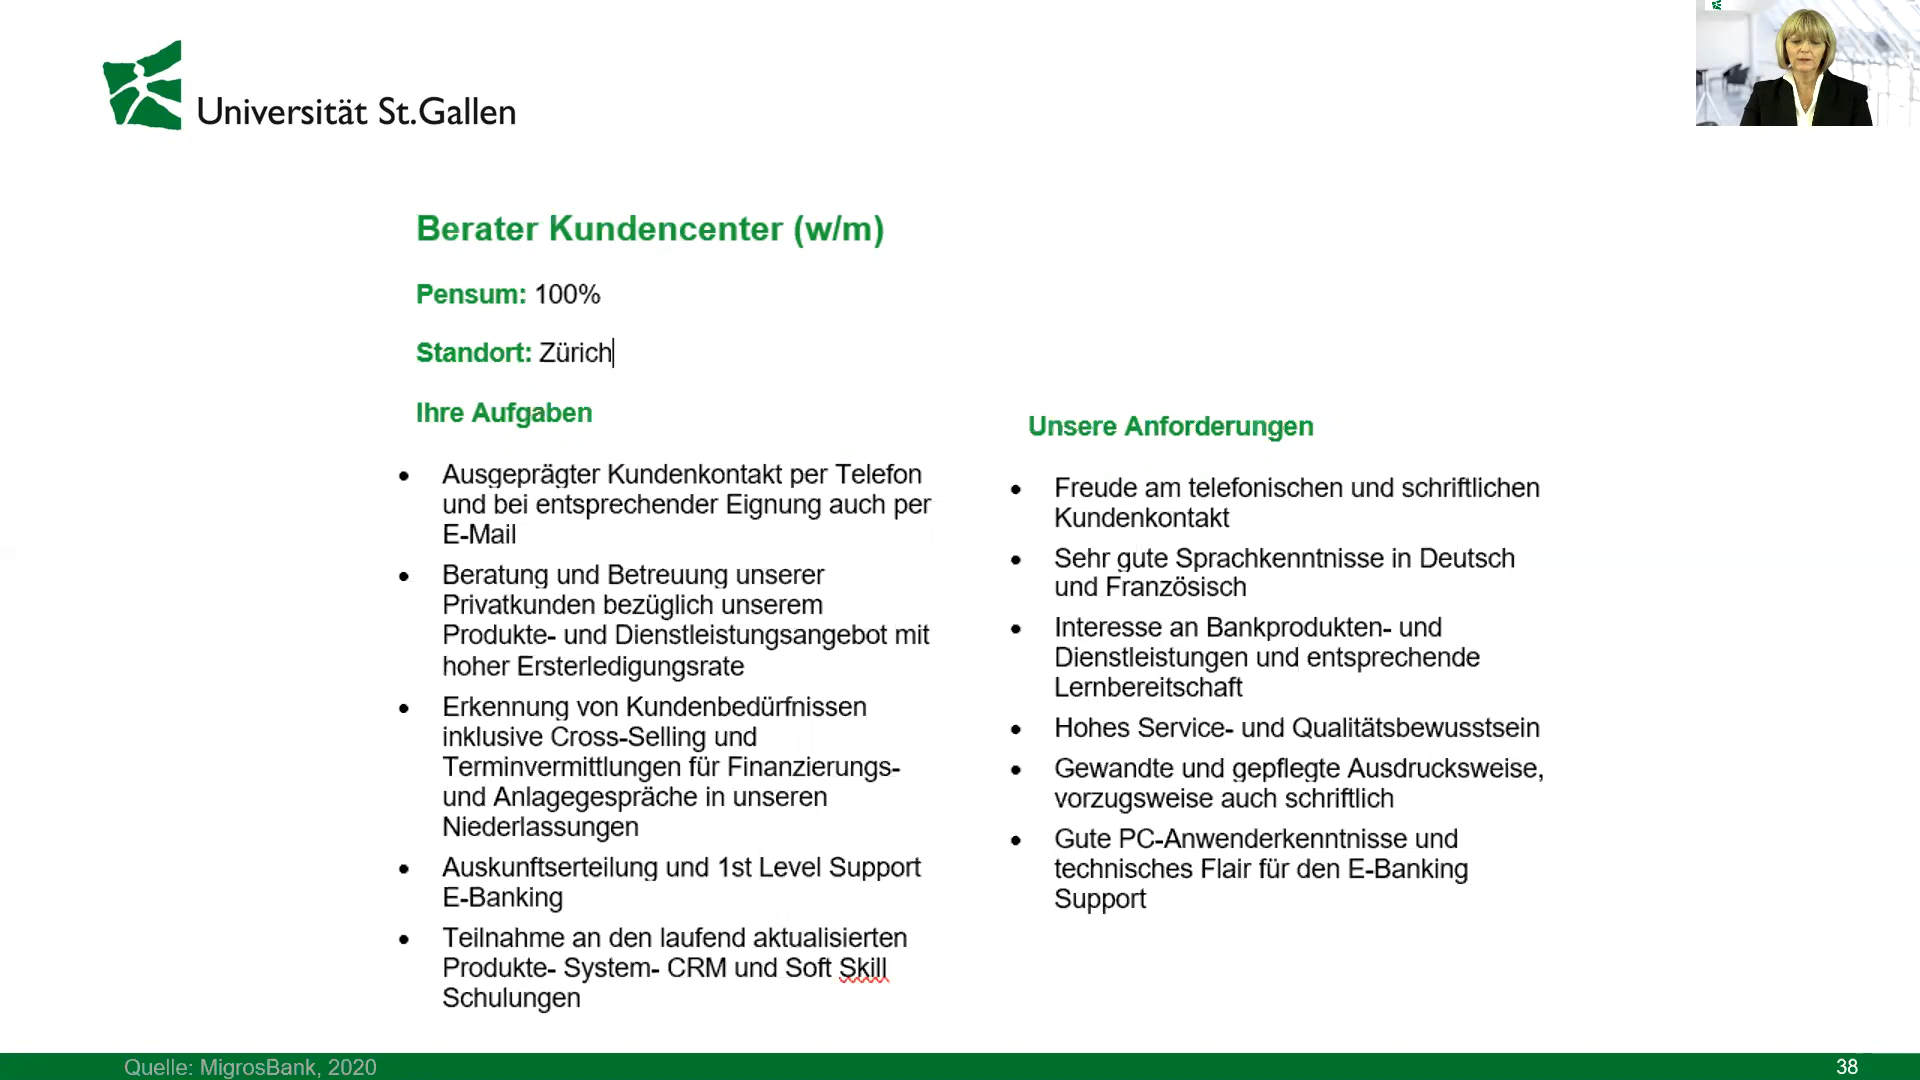 Universität St.Gallen
Berater Kundencenter (w/m)
Pensum: 100%
Standort: Zürich
Ihre Aufgaben
Ausgeprägter Kundenkontakt per Telefon
und bei entsprechender Eignung auch per
E-Mail
Beratung und Betreuung unserer
Privatkunden bezüglich unserem
Produkte- und Dienstleistungsangebot mit
hoher Ersterledigungsrate
Erkennung von Kundenbedürfnissen
inklusive Cross-Selling und
Terminvermittlungen für Finanzierungs-
und Anlagegespräche in unseren
Niederlassungen
Auskunftserteilung und 1st Level Support
E-Banking
Teilnahme an den laufend aktualisierten
Produkte- System- CRM und Soft Skill
Schulungen
Unsere Anforderungen
Freude am telefonischen und schriftlichen
Kundenkontakt
Sehr gute Sprachkenntnisse in Deutsch
und Französisch
Interesse an Bankprodukten- und
Dienstleistungen und entsprechende
Lernbereitschaft
Hohes Service- und Qualitätsbewusstsein
Gewandte und gepflegte Ausdrucksweise,
vorzugsweise auch schriftlich
Gute PC-Anwenderkenntnisse und
technisches Flair für den E-Banking
Support
Quelle: MigrosBank, 2020
38